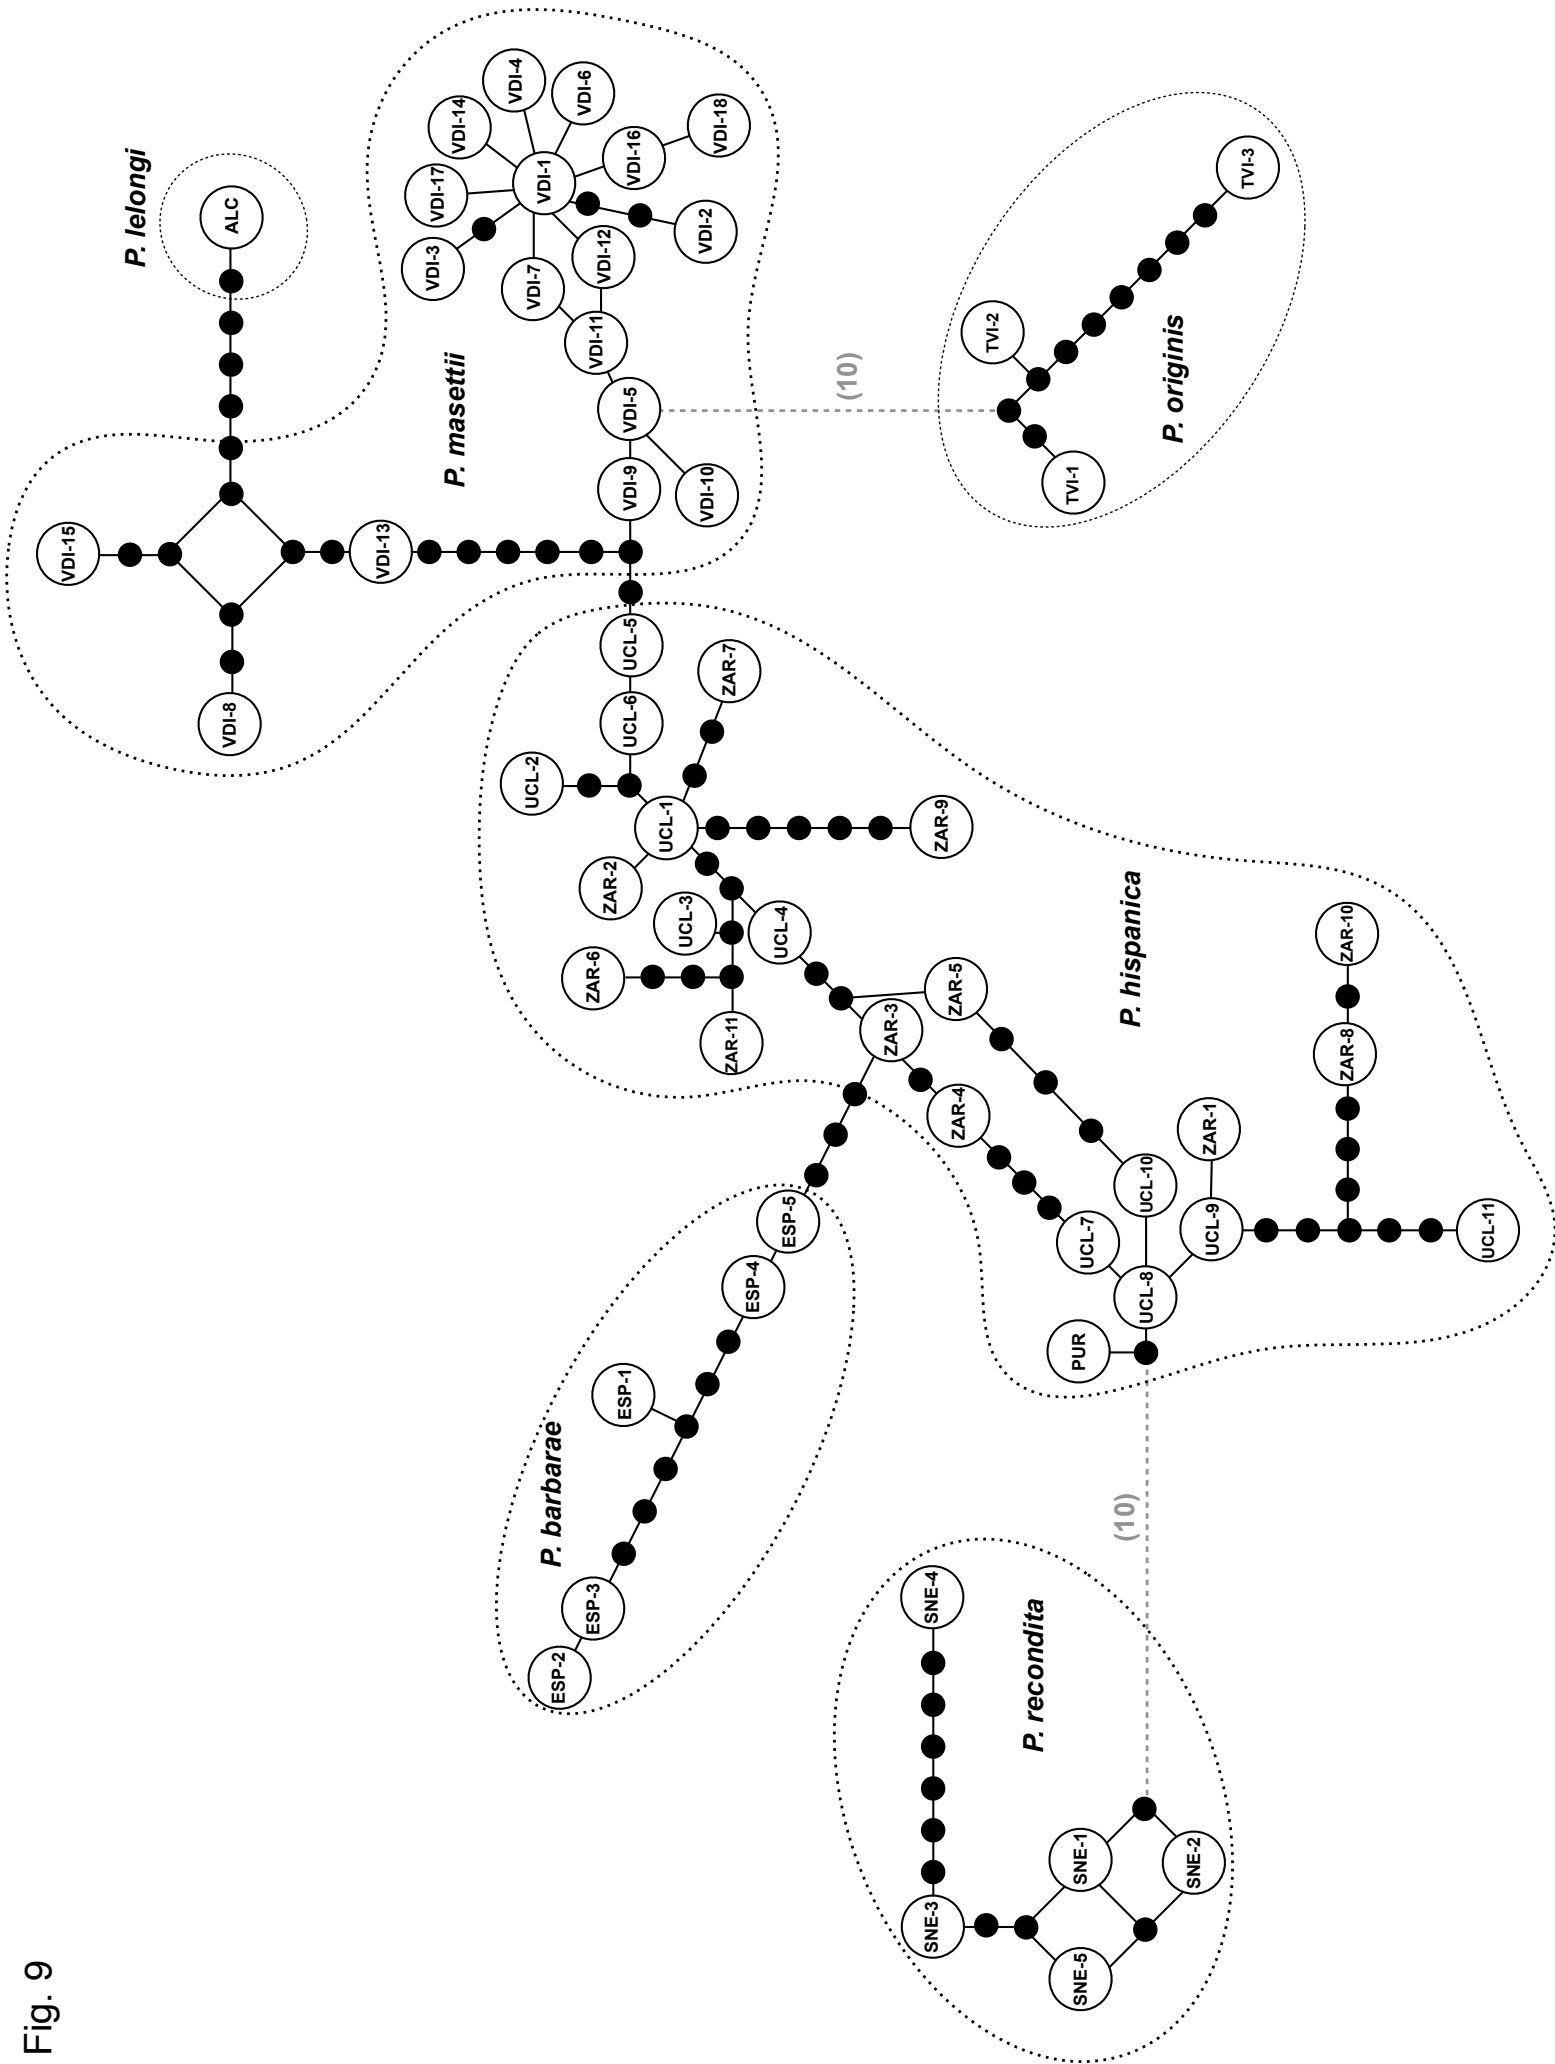 Fig. 9
P. lelongi
ALC
P. masettii
VDI-15
VDI-8
VDI-13
VDI-3
VDI-17
VDI-14
VDI-4
VDI-6
VDI-1
VDI-16
VDI-18
VDI-2
VDI-12
VDI-7
VDI-11
VDI-5
VDI-9
VDI-10
(10)
P. originis
TVI-1
TVI-2
TVI-3
P. hispanica
UCL-5
UCL-6
UCL-2
UCL-1
ZAR-7
ZAR-9
ZAR-2
UCL-3
UCL-4
ZAR-6
ZAR-11
ZAR-5
ZAR-3
ZAR-4
UCL-7
UCL-10
UCL-8
UCL-9
ZAR-1
PUR
ZAR-10
ZAR-8
UCL-11
P. barbarae
ESP-5
ESP-4
ESP-1
ESP-3
ESP-2
(10)
P. recondita
SNE-4
SNE-3
SNE-1
SNE-2
SNE-5